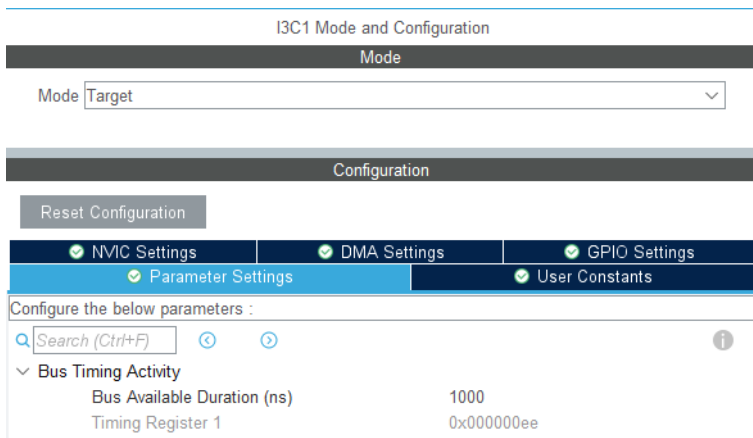 I3C1 Mode and Configuration
Mode
Mode Target
Configuration
Reset Configuration
NVIC Settings DMA Settings GPIO Settings
Parameter Settings User Constants
Configure the below parameters :
Search (Ctrl+F)
Bus Timing Activity
Bus Available Duration (ns) 1000
Timing Register 1 0x000000ee